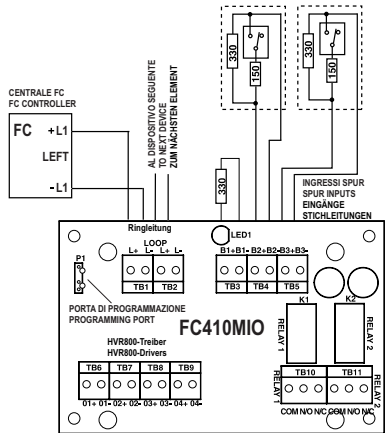 330
150
330
150
CENTRALE FC
FC CONTROLLER
FC
+L1
LEFT
-L1
AL DISPOSITIVO SEGUENTE
TO NEXT DEVICE
ZUM NÄCHSTEN ELEMENT
330
INGRESSI SPUR
SPUR INPUTS
EINGÄNGE
STICHLEITUNGEN
Ringleitung
LOOP
L+ L- L+ L-
TB1 TB2
LED1
B1+B1- B2+B2-B3+B3-
TB3 TB4 TB5
P1
PORTA DI PROGRAMMAZIONE
PROGRAMMING PORT
FC410MIO
K1
K2
RELAY 1
RELAY 2
HVR800-Treiber
HVR800-Drivers
TB6 TB7 TB8 TB9
01+ 01- 02+ 02- 03+ 03- 04+ 04-
RELAY 1
TB10 TB11
RELAY 2
COM N/O N/C COM N/O N/C